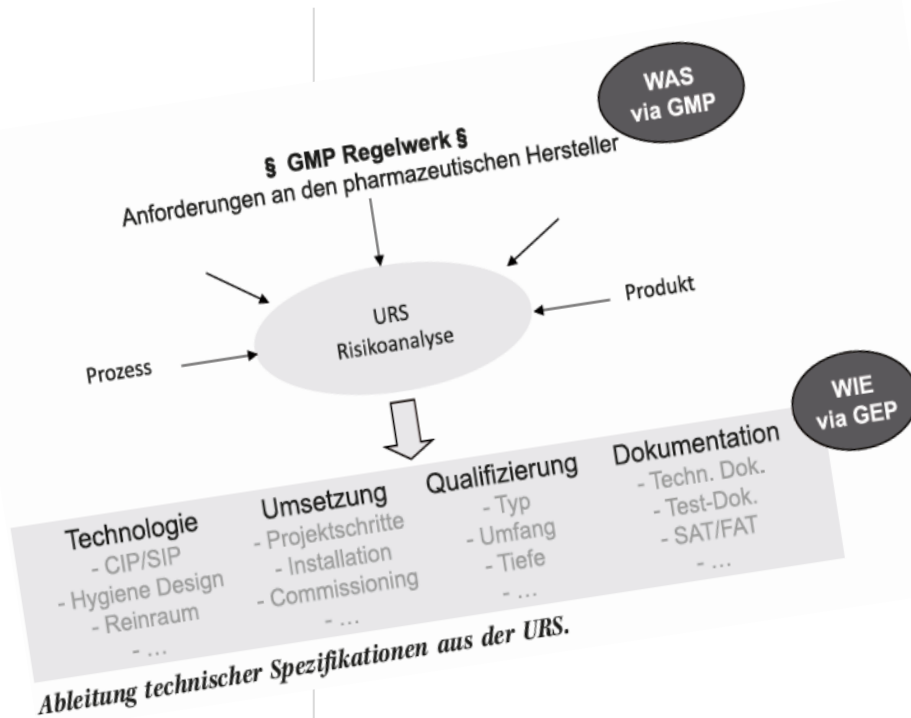 WAS
via GMP
§ GMP Regelwerk §
Anforderungen an den pharmazeutischen Hersteller
URS
Risikoanalyse
Produkt
Prozess
WIE
via GEP
Technologie
- CIP/SIP
- Hygiene Design
- Reinraum
- ...
Umsetzung
- Projektschritte
- Installation
- Commissioning
- ...
Qualifizierung
- Typ
- Umfang
- Tiefe
- ...
Dokumentation
- Techn. Dok.
- Test-Dok.
- SAT/FAT
- ...
Ableitung technischer Spezifikationen aus der URS.